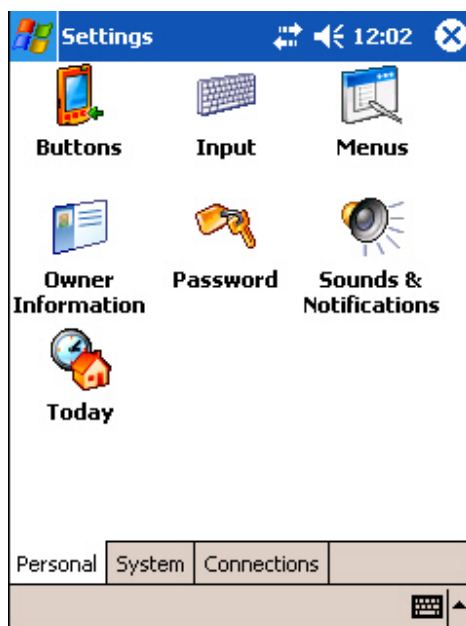 Settings 12:02
Buttons Input Menus
Owner Password Sounds &
Information Notifications
Today
Personal System Connections